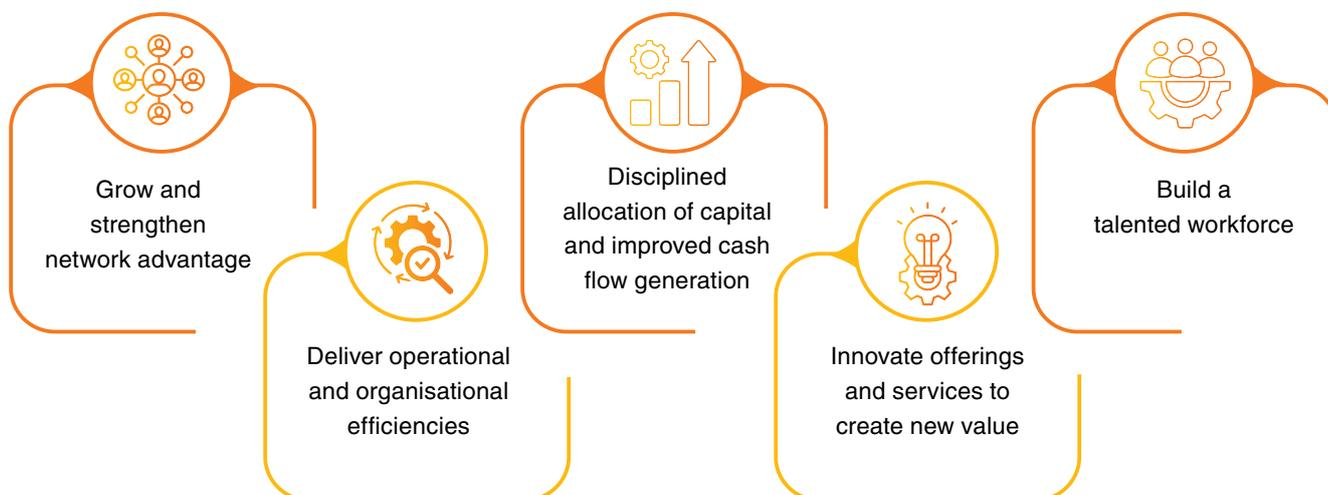 Grow and
strengthen
network advantage
Deliver operational
and organisational
efficiencies
Disciplined
allocation of capital
and improved cash
flow generation
Innovate offerings
and services to
create new value
Build a
talented workforce